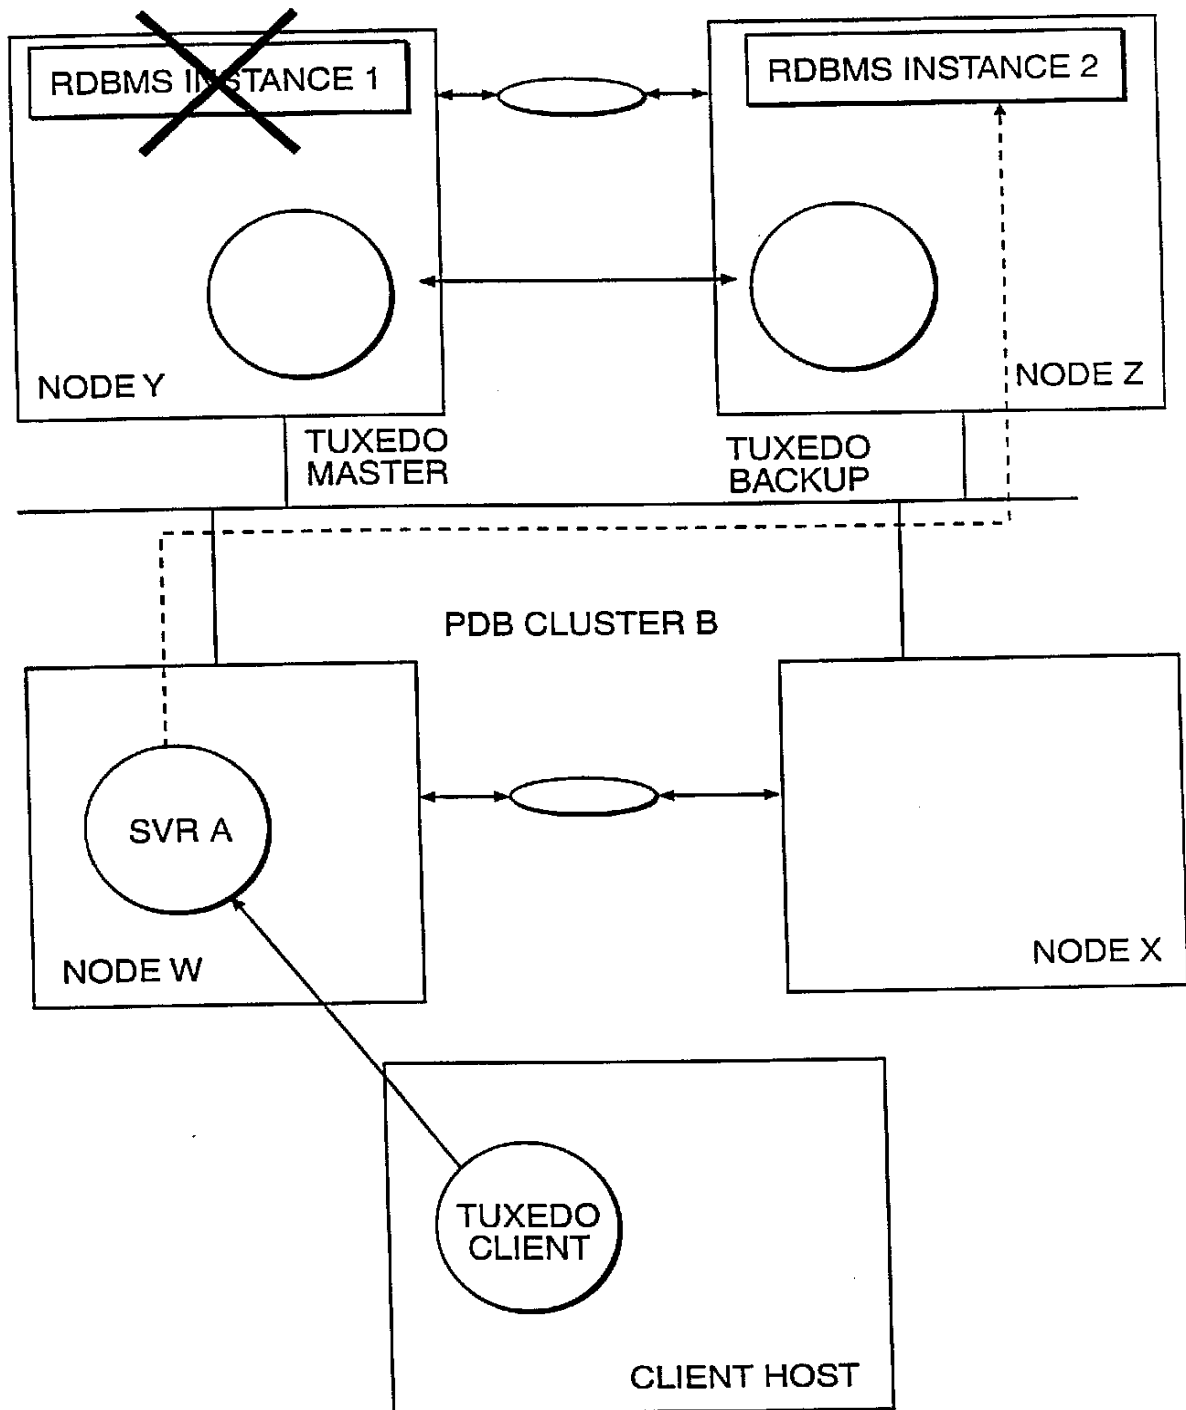 RDBMS INSTANCE 1
RDBMS INSTANCE 2
NODE Y
NODE Z
TUXEDO
MASTER
TUXEDO
BACKUP
PDB CLUSTER B
SVR A
NODE W
NODE X
TUXEDO
CLIENT
CLIENT HOST